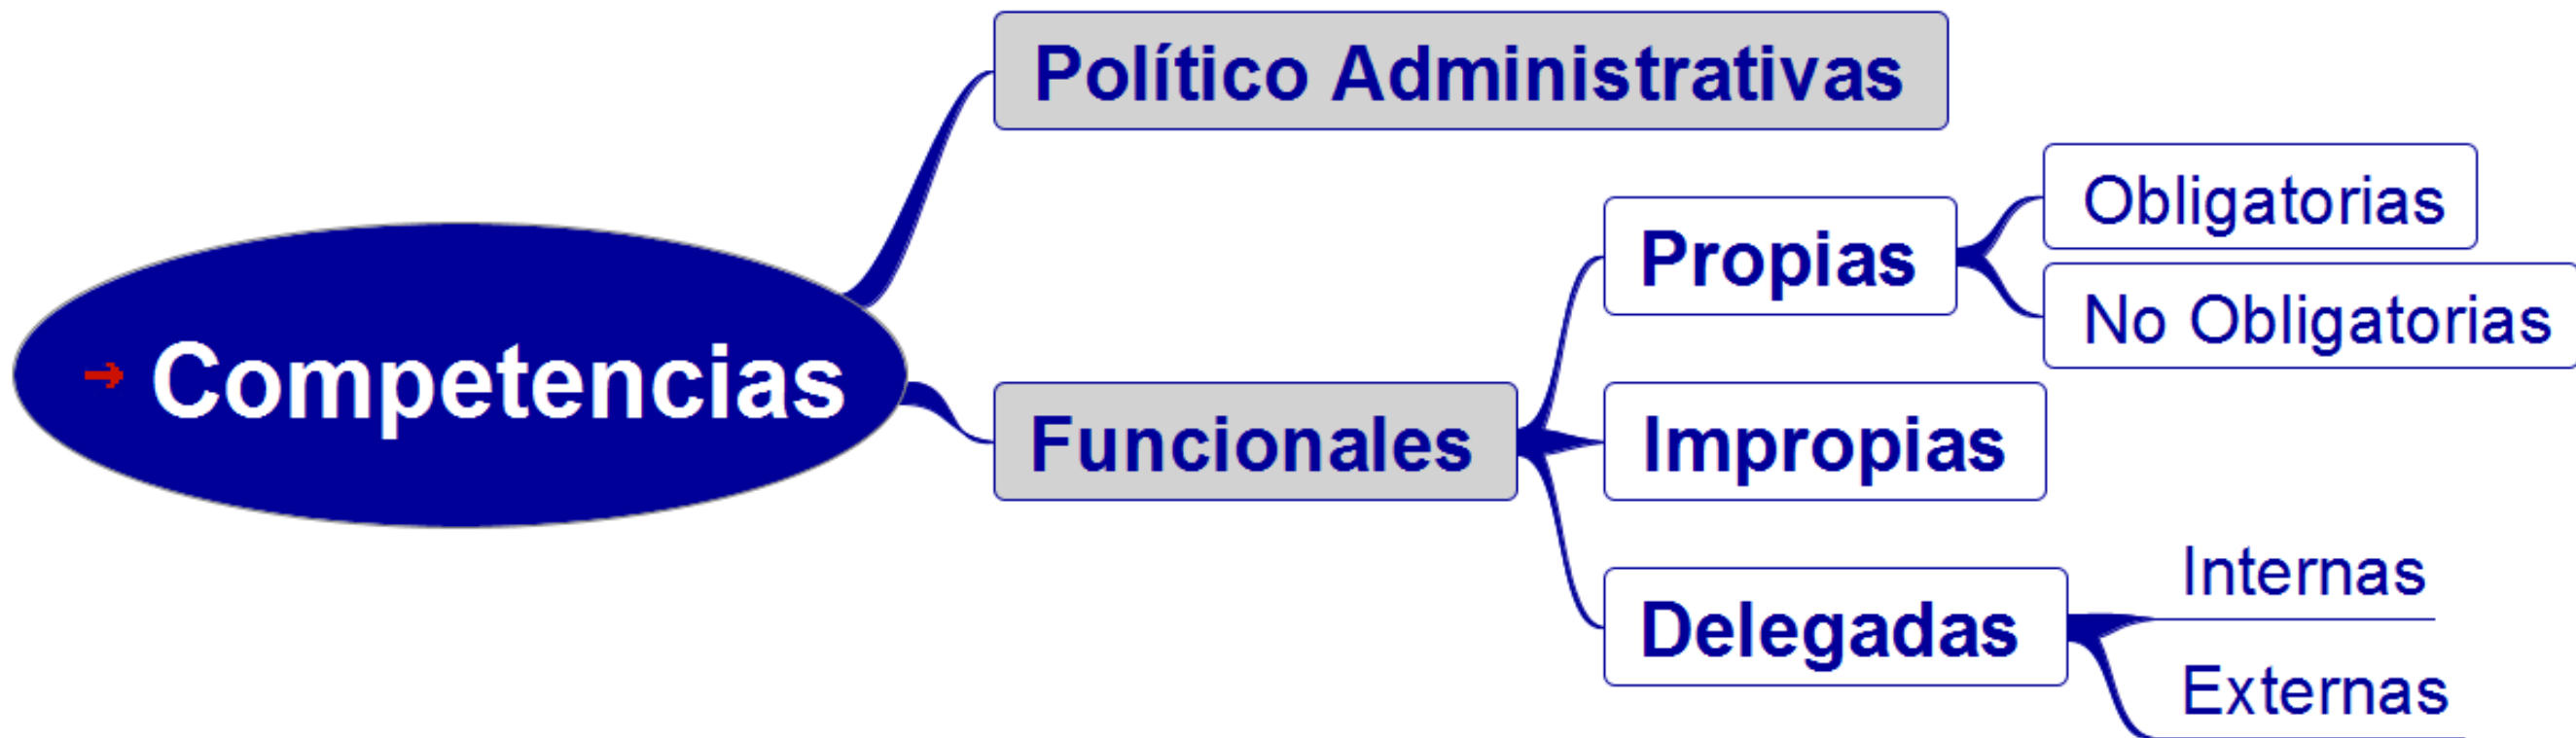 Político Administrativas
Obligatorias
Propias
No Obligatorias
Competencias
Funcionales
Impropias
Internas
Delegadas
Externas